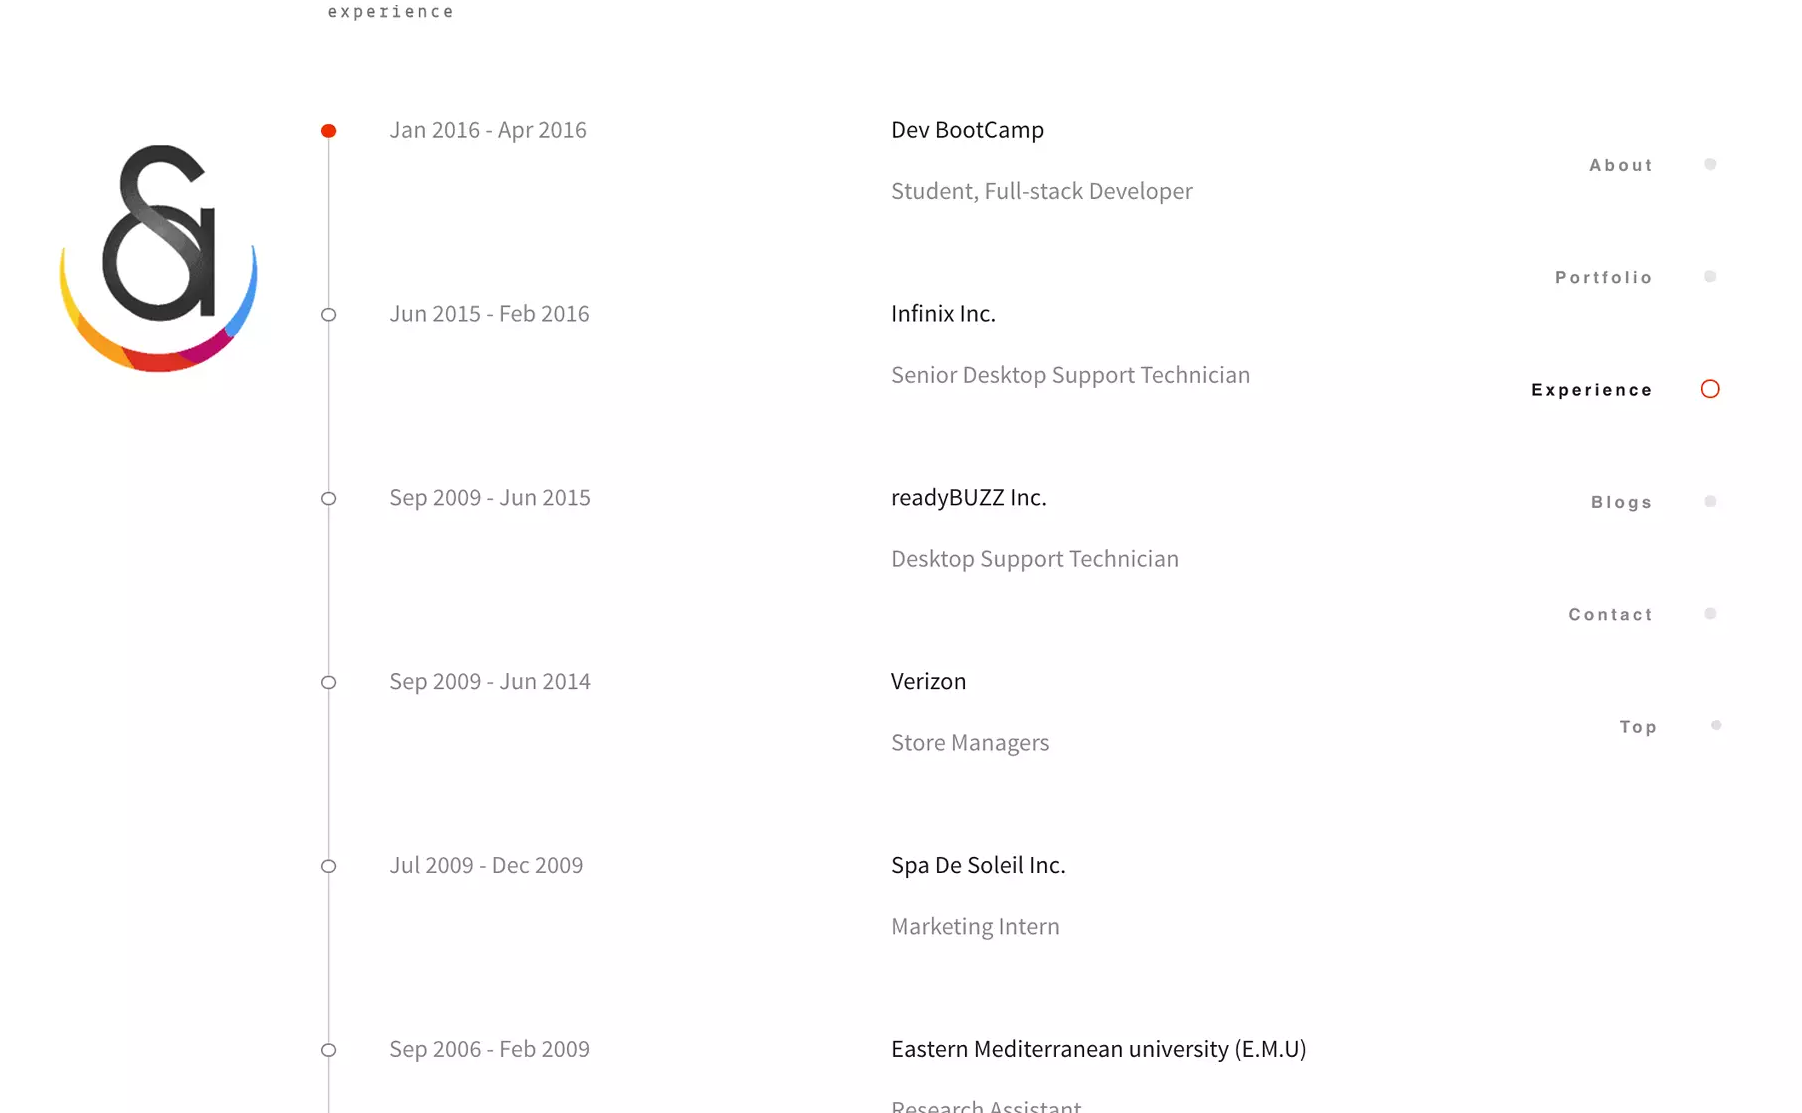 experience
Jan 2016 - Apr 2016
Dev BootCamp
Student, Full-stack Developer
Jun 2015 - Feb 2016
Infinix Inc.
Senior Desktop Support Technician
Sep 2009 - Jun 2015
readyBUZZ Inc.
Desktop Support Technician
Sep 2009 - Jun 2014
Verizon
Store Managers
Jul 2009 - Dec 2009
Spa De Soleil Inc.
Marketing Intern
Sep 2006 - Feb 2009
Eastern Mediterranean university (E.M.U)
Research Assistant
About
Portfolio
Experience
Blogs
Contact
Top